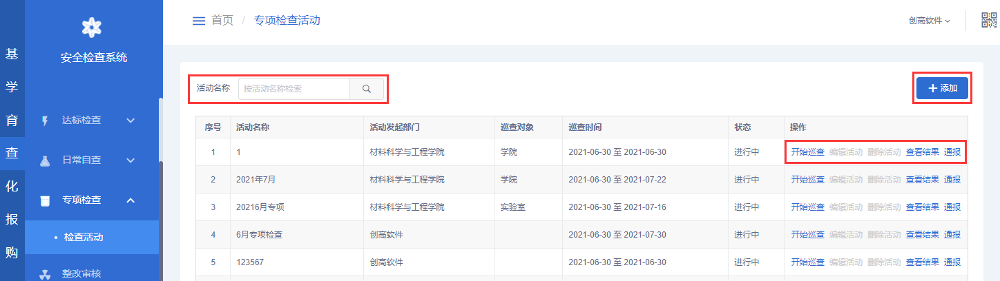 基
学
育
查
化
报
购
安全检查系统
达标检查
日常自查
专项检查
• 检查活动
整改审核
首页 / 专项检查活动
创高软件
活动名称 按活动名称检索
+ 添加
序号 活动名称 活动发起部门 巡查对象 巡查时间 状态 操作
1 1 材料科学与工程学院 学院 2021-06-30 至 2021-06-30 进行中 开始巡查 编辑活动 删除活动 查看结果 通报
2 2021年7月 材料科学与工程学院 学院 2021-06-30 至 2021-07-22 进行中 开始巡查 编辑活动 删除活动 查看结果 通报
3 20216月专项 材料科学与工程学院 实验室 2021-06-30 至 2021-07-16 进行中 开始巡查 编辑活动 删除活动 查看结果 通报
4 6月专项检查 创高软件 2021-06-30 至 2021-07-30 进行中 开始巡查 编辑活动 删除活动 查看结果 通报
5 123567 创高软件 2021-06-30 至 2021-06-30 进行中 开始巡查 编辑活动 删除活动 查看结果 通报